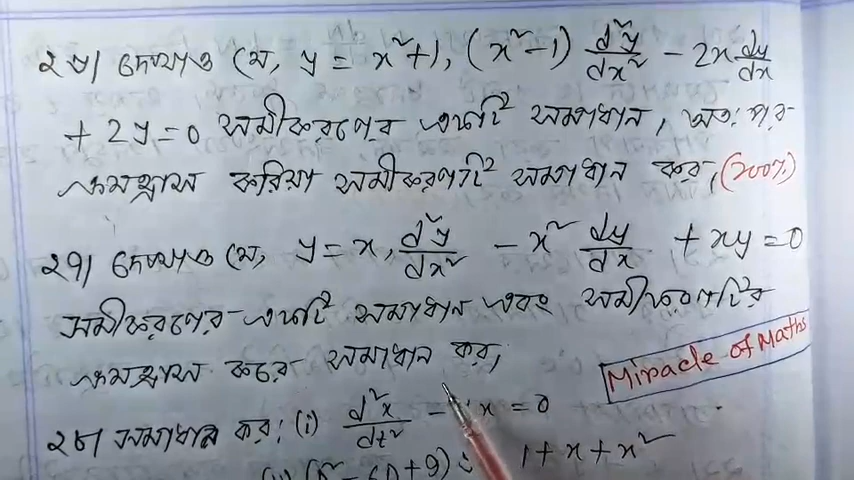 ২৬। দেখাও যে, y = x²+1, (x²-1) d²y/dx² - 2x dy/dx
+ 2y = 0 সমীকরণের একটি সমাধান, অতঃপর
ক্রমহ্রাস করিয়া সমীকরণটি সমাধান কর, (200%)
২৭। দেখাও যে, y = x, d²y/dx² - x² dy/dx + xy = 0
সমীকরণের একটি সমাধান এবং সমীকরণটির
ক্রমহ্রাস করে সমাধান কর,
Miracle of Maths
২৮। সমাধান কর: (i) d²x/dt² - x = 0
1 + x + x²